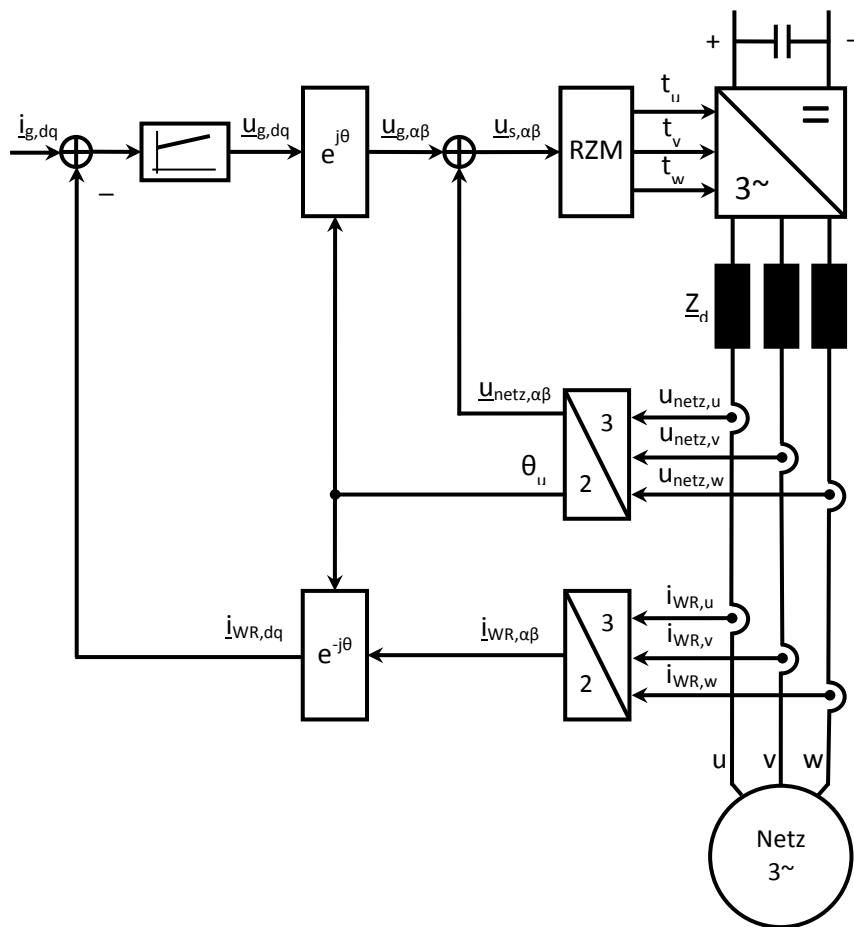 + −
i_g,dq
u_g,dq
e^jθ
u_g,αβ
u_s,αβ
RZM
t_u
t_v
t_w
=
3~
−
Z_d
u_netz,αβ
3
2
u_netz,u
u_netz,v
u_netz,w
θ_u
i_WR,dq
e^-jθ
i_WR,αβ
3
2
i_WR,u
i_WR,v
i_WR,w
u v w
Netz
3~